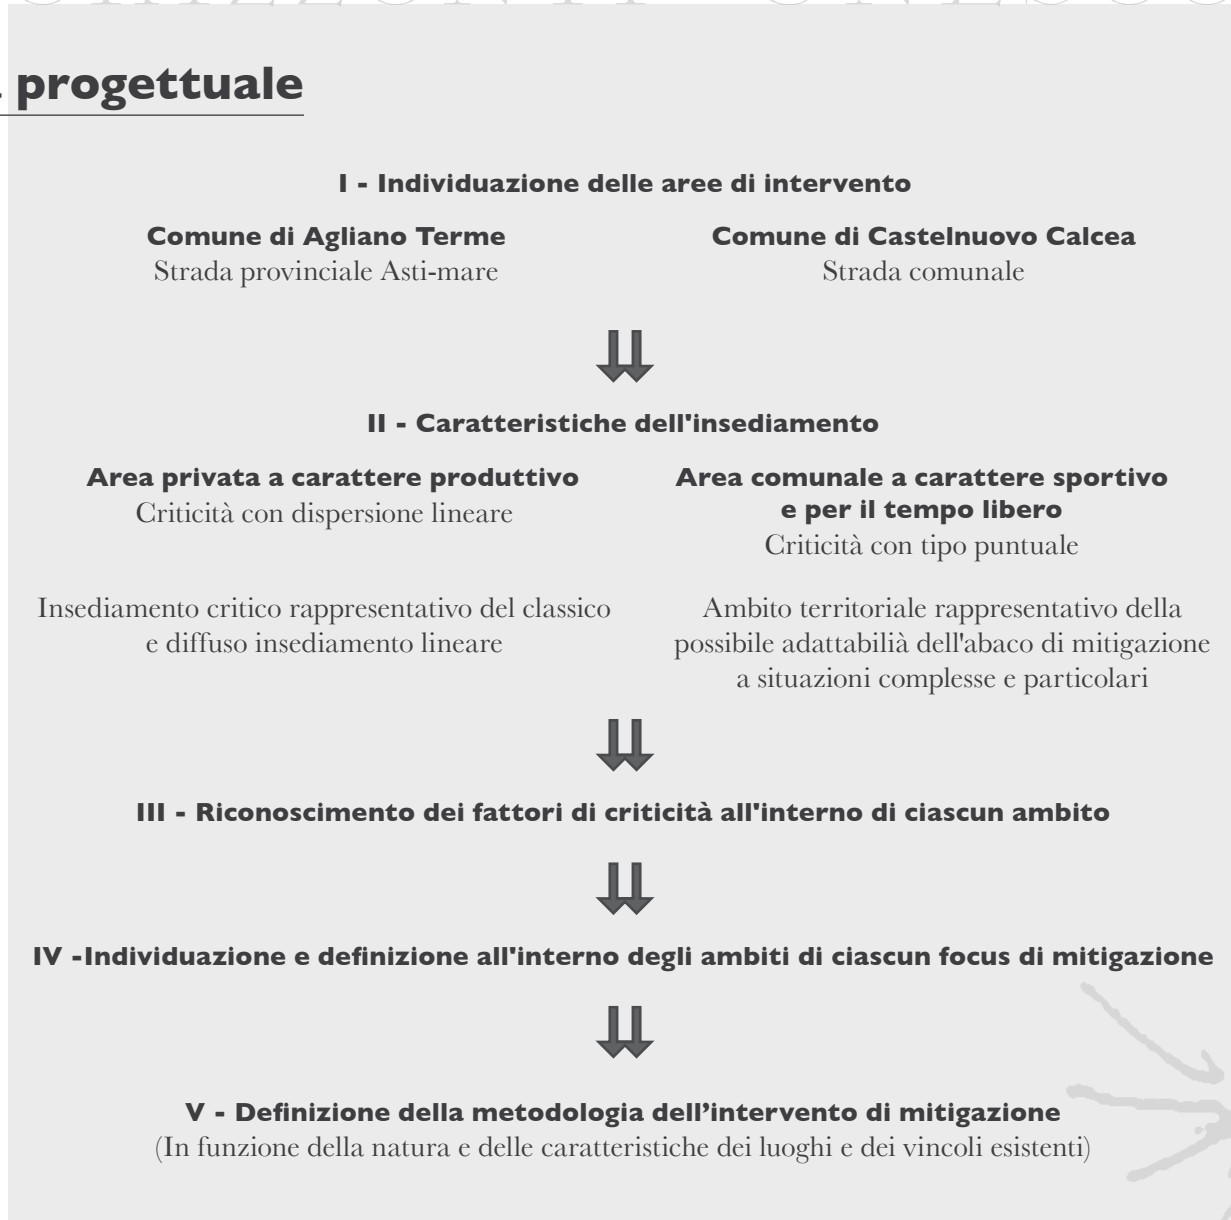 progettuale
I - Individuazione delle aree di intervento
Comune di Agliano Terme
Strada provinciale Asti-mare
Comune di Castelnuovo Calcea
Strada comunale
II - Caratteristiche dell'insediamento
Area privata a carattere produttivo
Criticità con dispersione lineare
Insediamento critico rappresentativo del classico
e diffuso insediamento lineare
Area comunale a carattere sportivo
e per il tempo libero
Criticità con tipo puntuale
Ambito territoriale rappresentativo della
possibile adattabilià dell'abaco di mitigazione
a situazioni complesse e particolari
III - Riconoscimento dei fattori di criticità all'interno di ciascun ambito
IV -Individuazione e definizione all'interno degli ambiti di ciascun focus di mitigazione
V - Definizione della metodologia dell’intervento di mitigazione
(In funzione della natura e delle caratteristiche dei luoghi e dei vincoli esistenti)